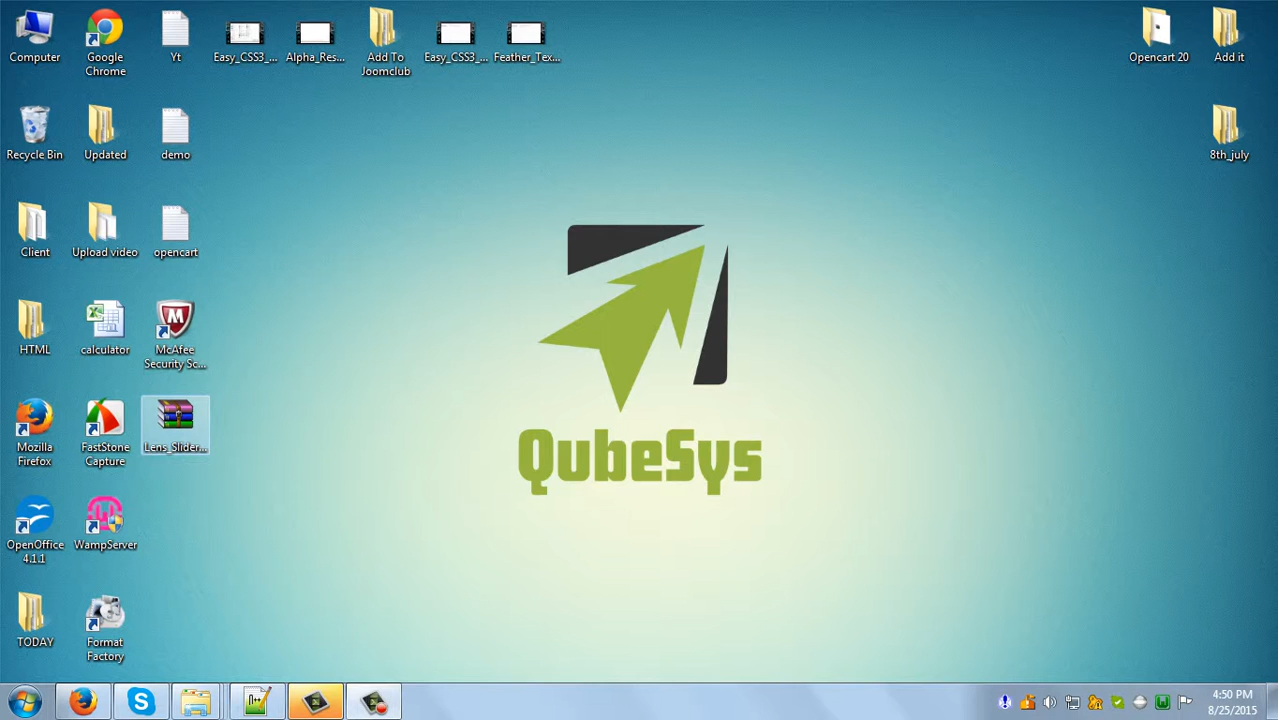 Computer
Google
Chrome
Yt
Easy_CSS3_...
Alpha_Res...
Add To
Joomclub
Easy_CSS3_...
Feather_Tex...
Opencart 20
Add it
Recycle Bin
Updated
demo
8th_july
Client
Upload video
opencart
HTML
calculator
McAfee
Security Sc...
Mozilla
Firefox
FastStone
Capture
Lens_Slider...
QubeSys
OpenOffice
4.1.1
WampServer
TODAY
Format
Factory
4:50 PM
8/25/2015